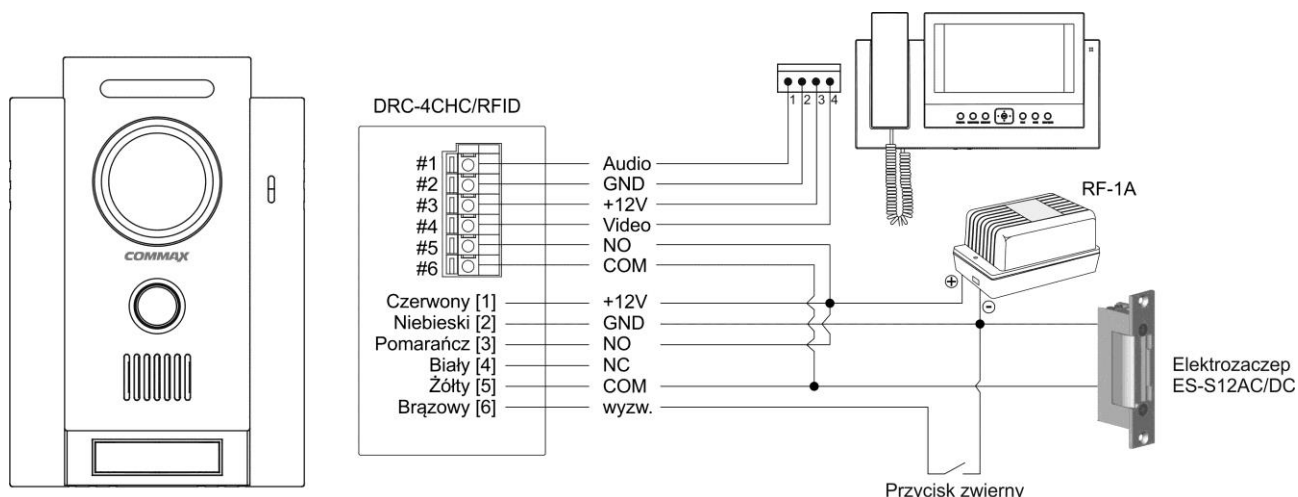 COMMAX
DRC-4CHC/RFID
#1
#2
#3
#4
#5
#6
Audio
GND
+12V
Video
NO
COM
Czerwony [1]
Niebieski [2]
Pomarańcz [3]
Biały [4]
Żółty [5]
Brązowy [6]
+12V
GND
NO
NC
COM
wyzw.
1 2 3 4
RF-1A
+
-
Elektrozaczep
ES-S12AC/DC
Przycisk zwierny